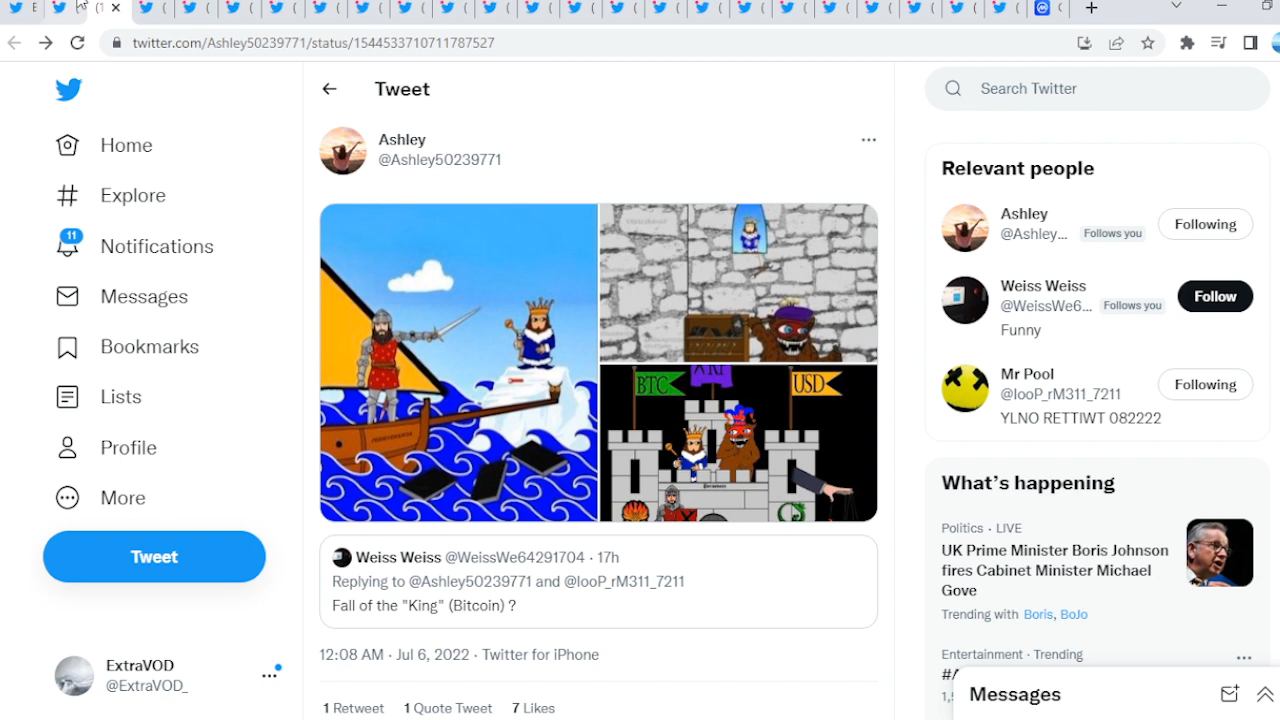 twitter.com/Ashley50239771/status/1544533710711787527
Tweet
Search Twitter
Home
Explore
11
Notifications
Messages
Bookmarks
Lists
Profile
More
Tweet
ExtraVOD
@ExtraVOD_
Ashley
@Ashley50239771
BTC
USD
Weiss Weiss @WeissWe64291704 · 17h
Replying to @Ashley50239771 and @looP_rM311_7211
Fall of the "King" (Bitcoin) ?
12:08 AM · Jul 6, 2022 · Twitter for iPhone
1 Retweet 1 Quote Tweet 7 Likes
Relevant people
Ashley
@Ashley... Follows you
Following
Weiss Weiss
@WeissWe6... Follows you
Follow
Funny
Mr Pool
@looP_rM311_7211
Following
YLNO RETTIWT 082222
What's happening
Politics · LIVE
UK Prime Minister Boris Johnson
fires Cabinet Minister Michael
Gove
Trending with Boris, BoJo
Entertainment · Trending
Messages